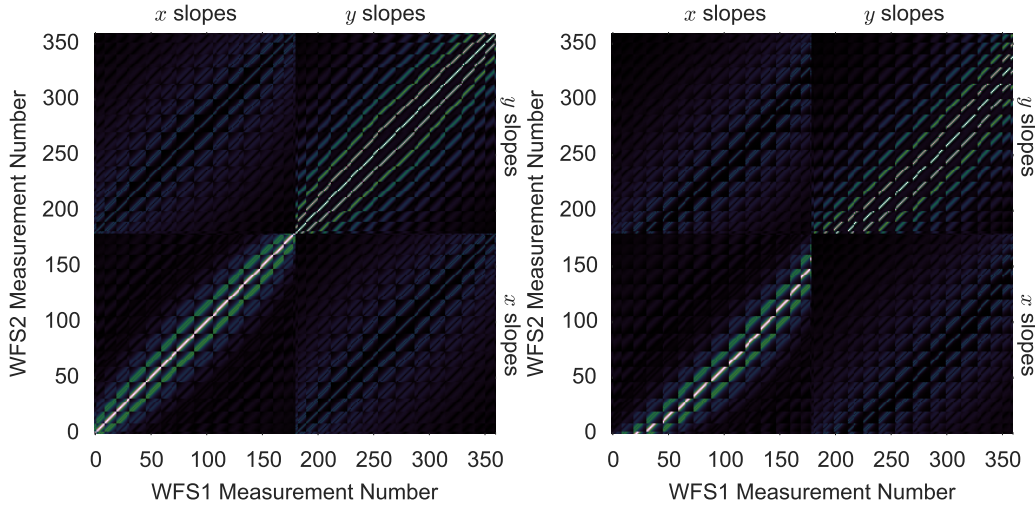 x slopes y slopes
350
300
250
200
150
100
50
0
WFS2 Measurement Number
y slopes
x slopes
0 50 100 150 200 250 300 350
WFS1 Measurement Number
x slopes y slopes
350
300
250
200
150
100
50
0
WFS2 Measurement Number
y slopes
x slopes
0 50 100 150 200 250 300 350
WFS1 Measurement Number